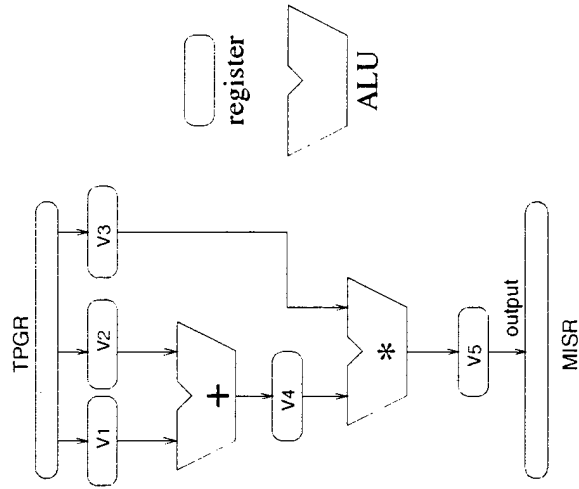 TPGR
V1
V2
V3
+
V4
*
V5
output
MISR
register
ALU